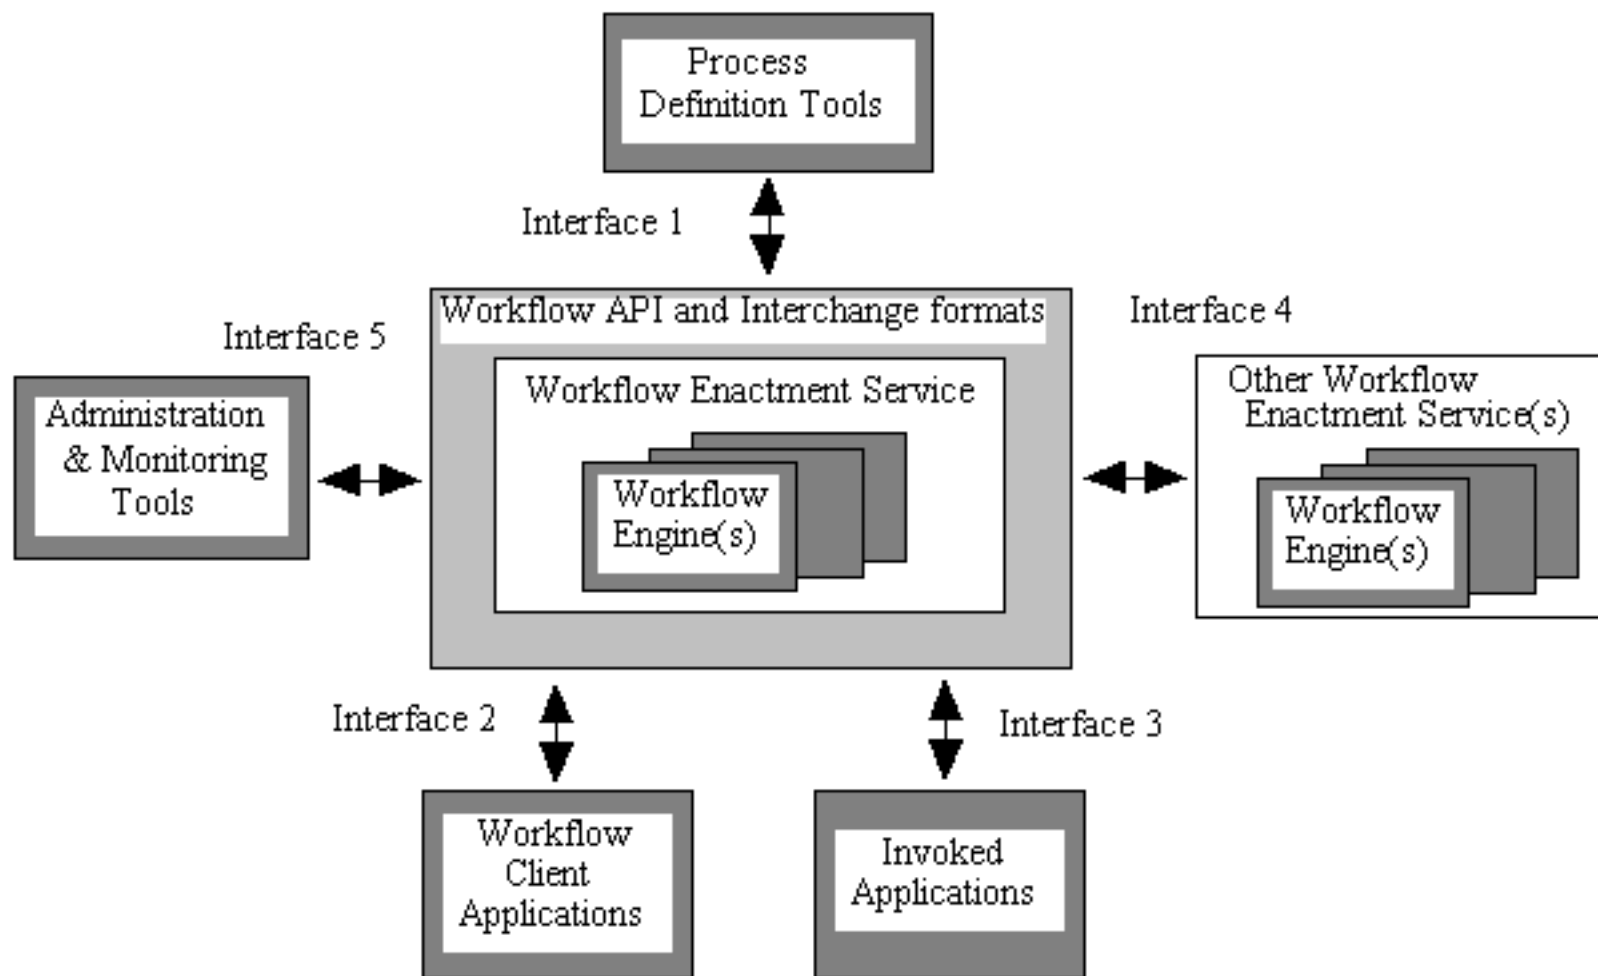 Process
Definition Tools
Interface 1
Workflow API and Interchange formats
Interface 4
Interface 5
Workflow Enactment Service
Other Workflow
Enactment Service(s)
Administration
& Monitoring
Tools
Workflow
Engine(s)
Workflow
Engine(s)
Interface 2
Interface 3
Workflow
Client
Applications
Invoked
Applications